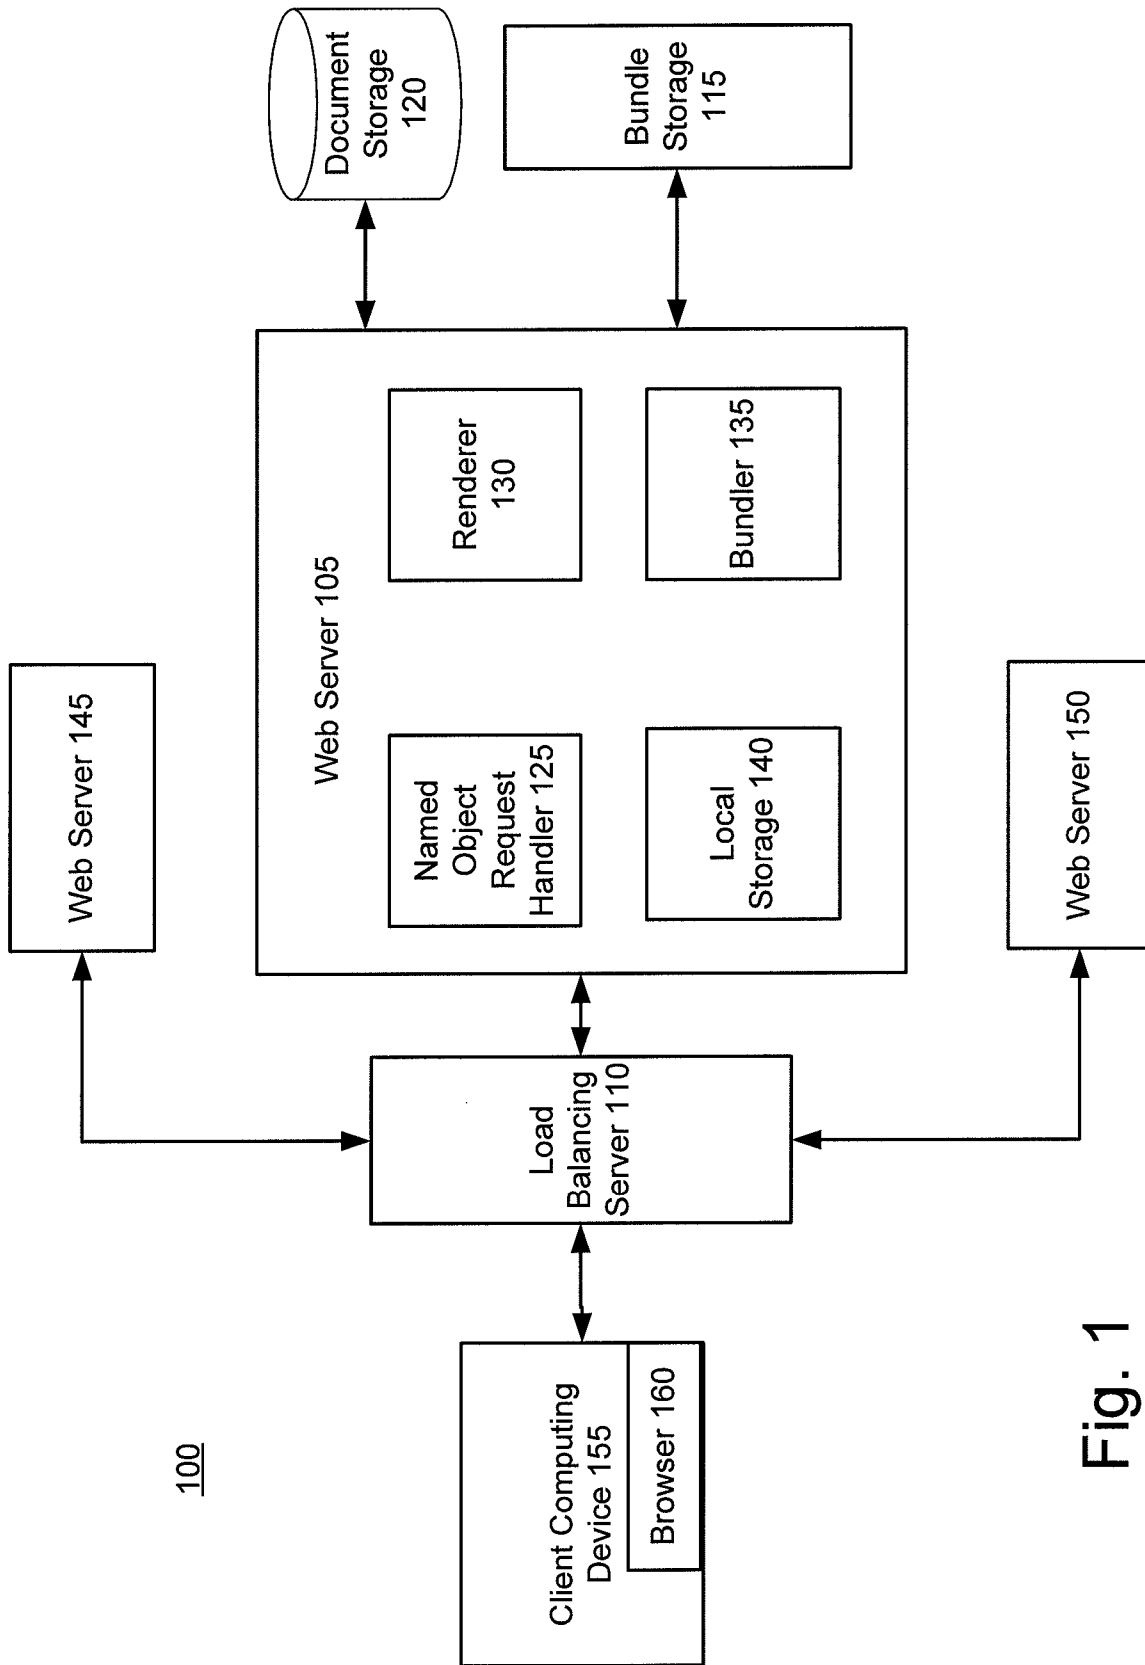 100
Client Computing
Device 155
Browser 160
Load
Balancing
Server 110
Web Server 145
Web Server 105
Named
Object
Request
Handler 125
Renderer
130
Local
Storage 140
Bundler 135
Web Server 150
Document
Storage
120
Bundle
Storage
115
Fig. 1